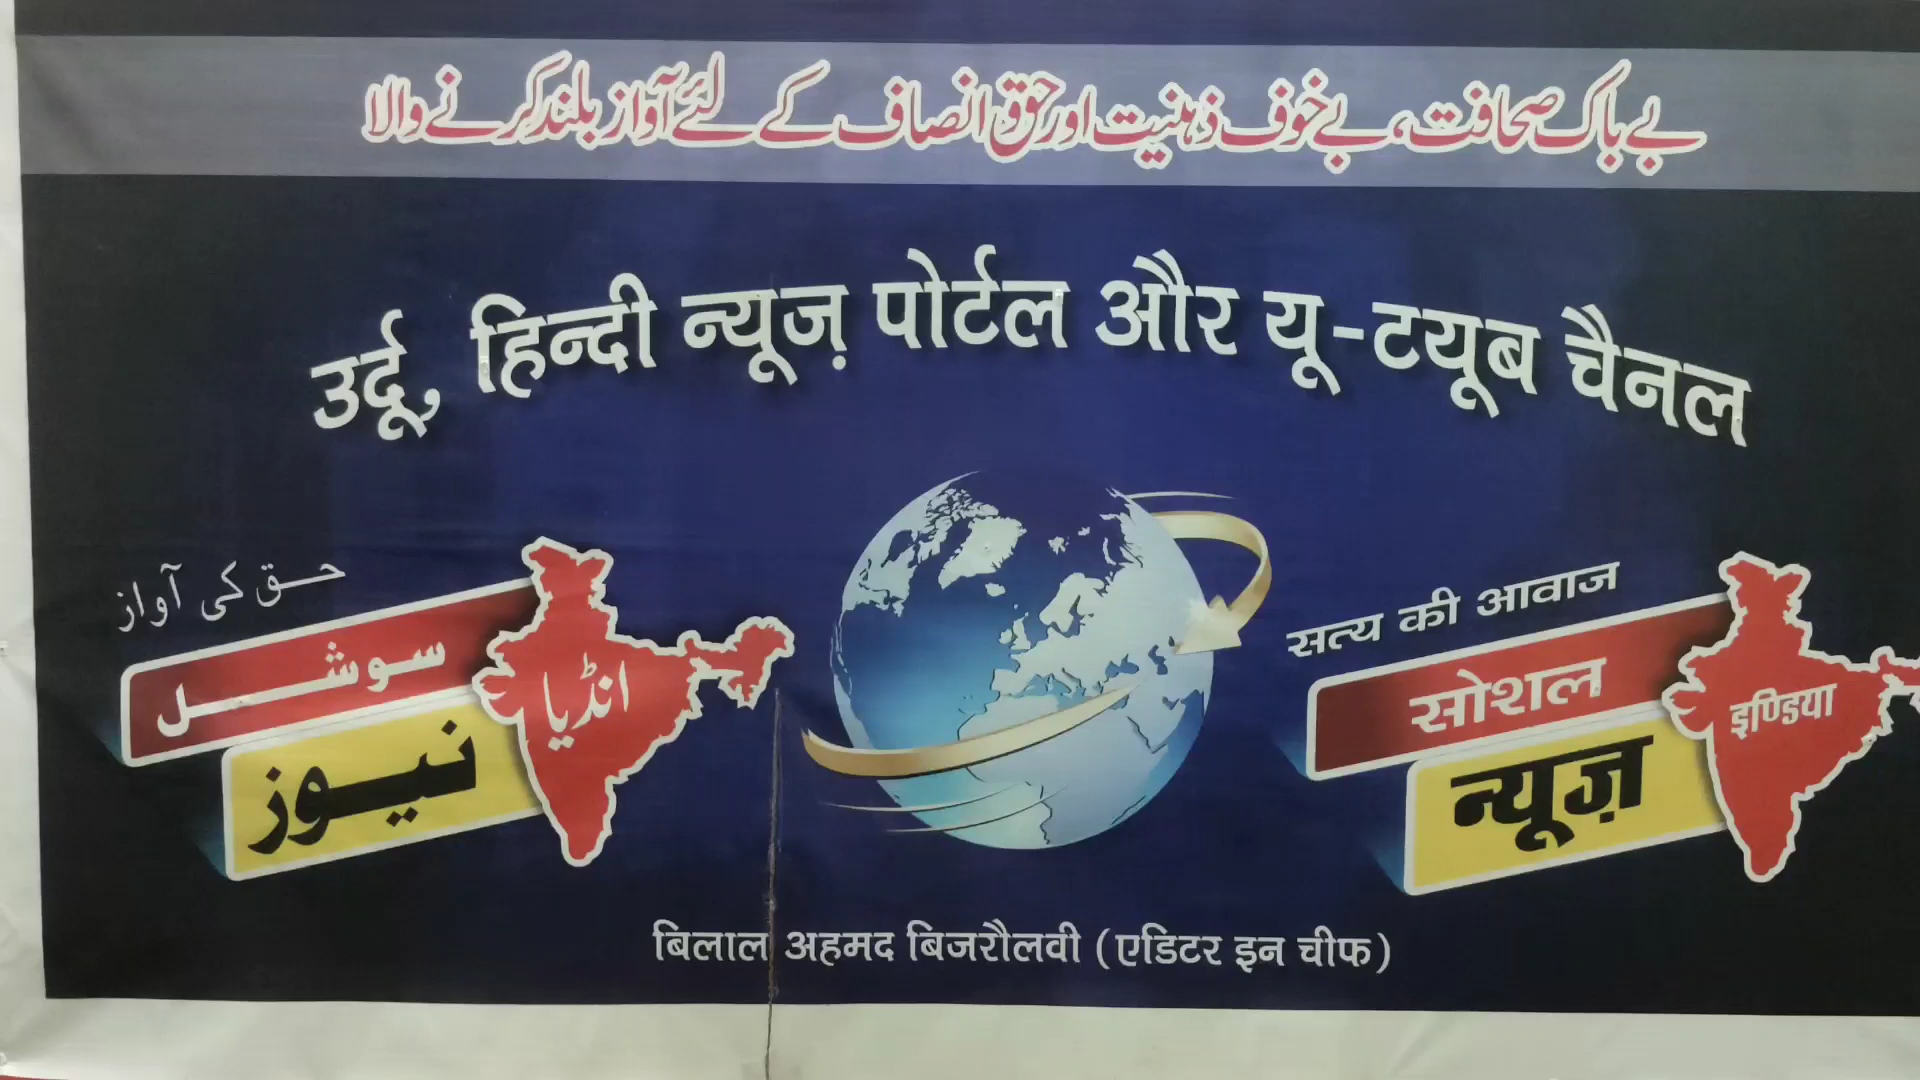 بے باک صحافت، بے خوف ذہنیت اور حق و انصاف کے لئے آواز بلند کرنے والا
उर्दू, हिन्दी न्यूज़ पोर्टल और यू-टयूब चैनल
حق کی آواز
سوشل
انڈیا
نیوز
सत्य की आवाज
सोशल
इण्डिया
न्यूज़
बिलाल अहमद बिजरौलवी (एडिटर इन चीफ)